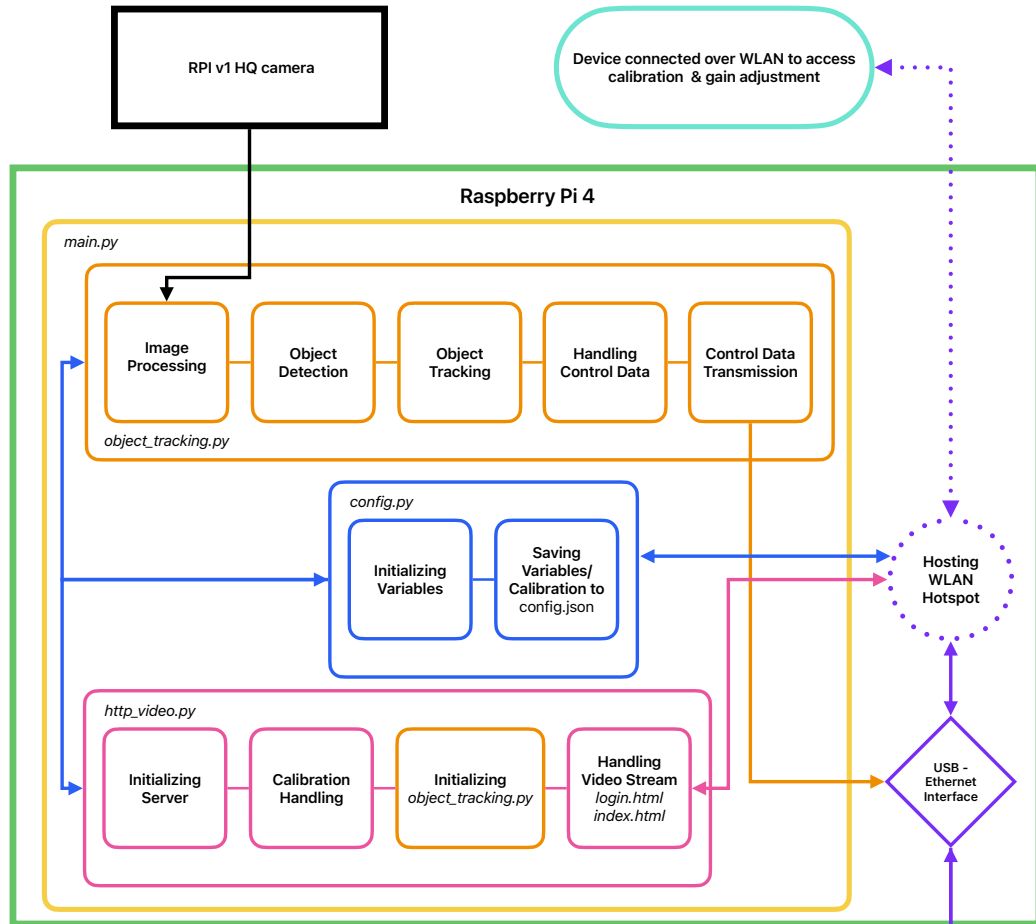 RPI v1 HQ camera
Device connected over WLAN to access
calibration & gain adjustment
Raspberry Pi 4
main.py
Image
Processing
Object
Detection
Object
Tracking
Handling
Control Data
Control Data
Transmission
object_tracking.py
config.py
Initializing
Variables
Saving
Variables/
Calibration to
config.json
Hosting
WLAN
Hotspot
http_video.py
Initializing
Server
Calibration
Handling
Initializing
object_tracking.py
Handling
Video Stream
login.html
index.html
USB -
Ethernet
Interface